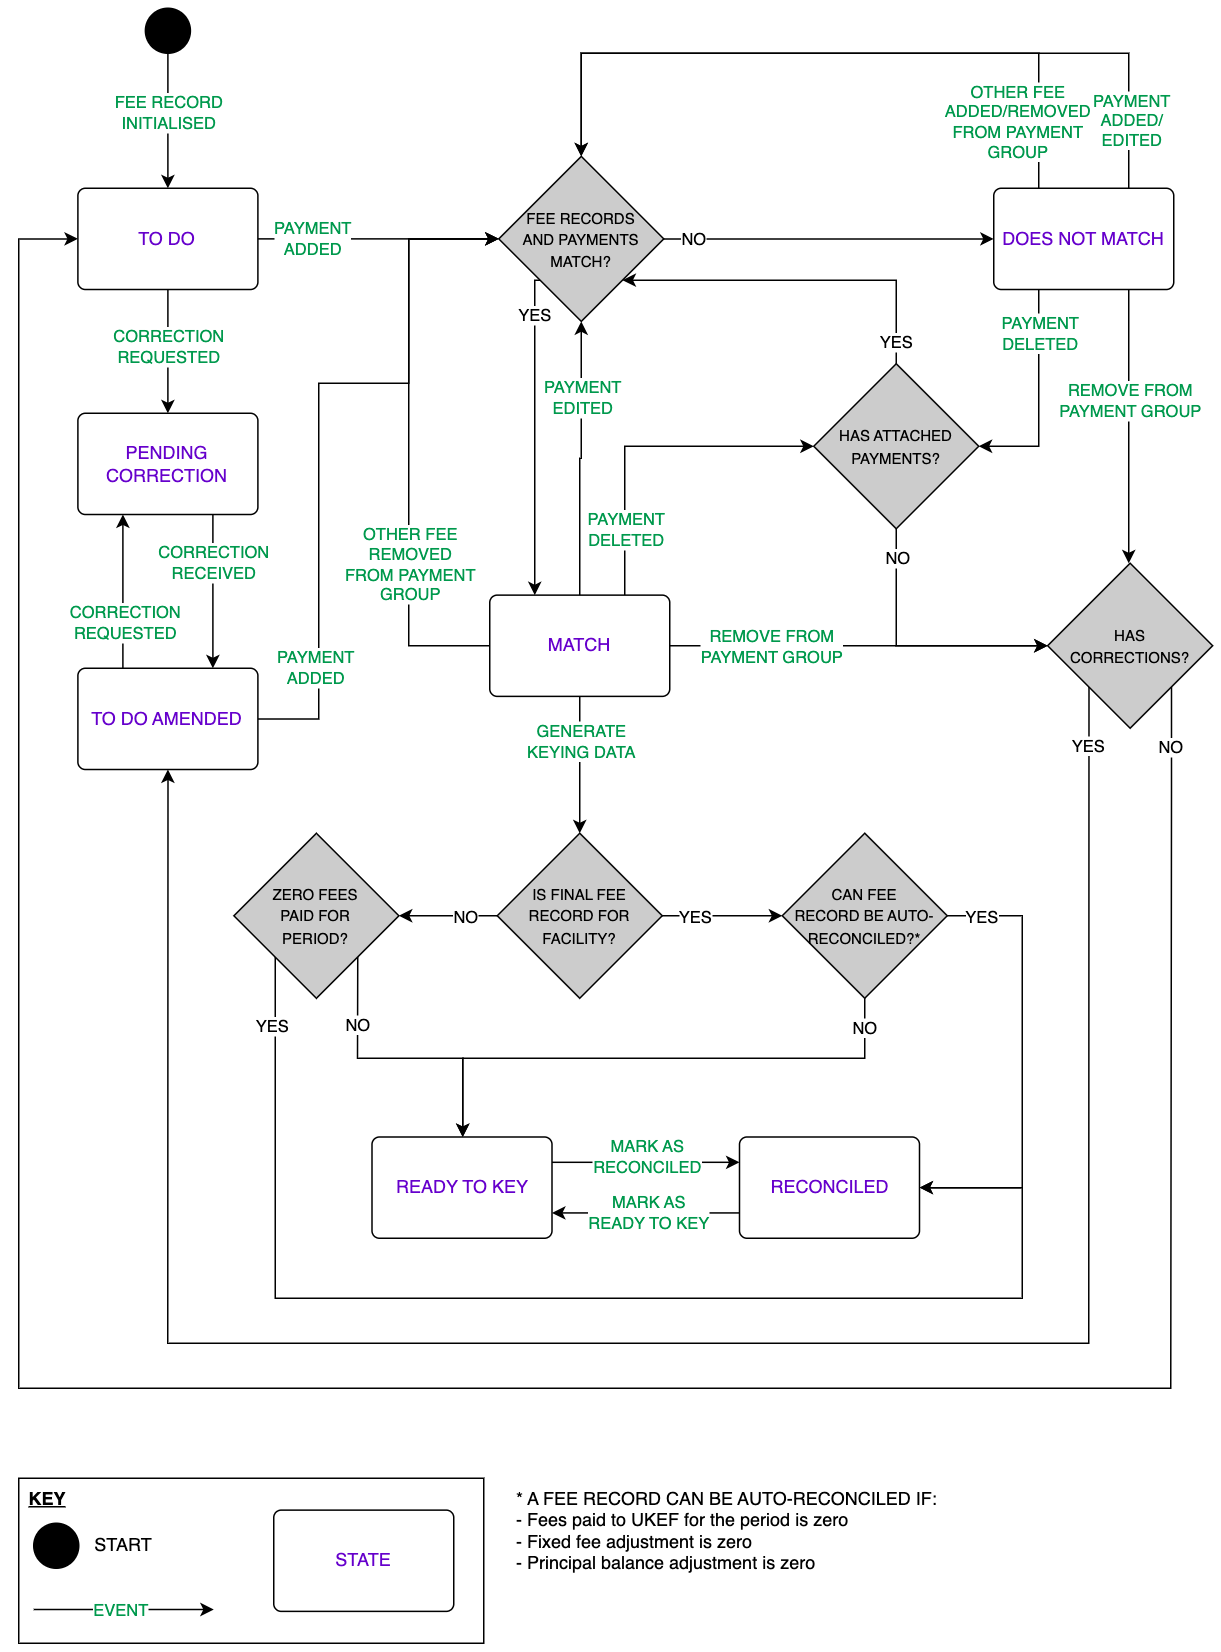 FEE RECORD
INITIALISED
OTHER FEE
ADDED/REMOVED
FROM PAYMENT
GROUP
PAYMENT
ADDED/
EDITED
TO DO
PAYMENT
ADDED
FEE RECORDS
AND PAYMENTS
MATCH?
NO
DOES NOT MATCH
CORRECTION
REQUESTED
YES
PAYMENT
EDITED
YES
PAYMENT
DELETED
REMOVE FROM
PAYMENT GROUP
PENDING
CORRECTION
HAS ATTACHED
PAYMENTS?
CORRECTION
RECEIVED
CORRECTION
REQUESTED
OTHER FEE
REMOVED
FROM PAYMENT
GROUP
PAYMENT
DELETED
NO
PAYMENT
ADDED
MATCH
REMOVE FROM
PAYMENT GROUP
HAS
CORRECTIONS?
TO DO AMENDED
GENERATE
KEYING DATA
YES
NO
ZERO FEES
PAID FOR
PERIOD?
NO
IS FINAL FEE
RECORD FOR
FACILITY?
YES
CAN FEE
RECORD BE AUTO-
RECONCILED?*
YES
YES
NO
NO
READY TO KEY
MARK AS
RECONCILED
MARK AS
READY TO KEY
RECONCILED
KEY
START
STATE
EVENT
* A FEE RECORD CAN BE AUTO-RECONCILED IF:
- Fees paid to UKEF for the period is zero
- Fixed fee adjustment is zero
- Principal balance adjustment is zero